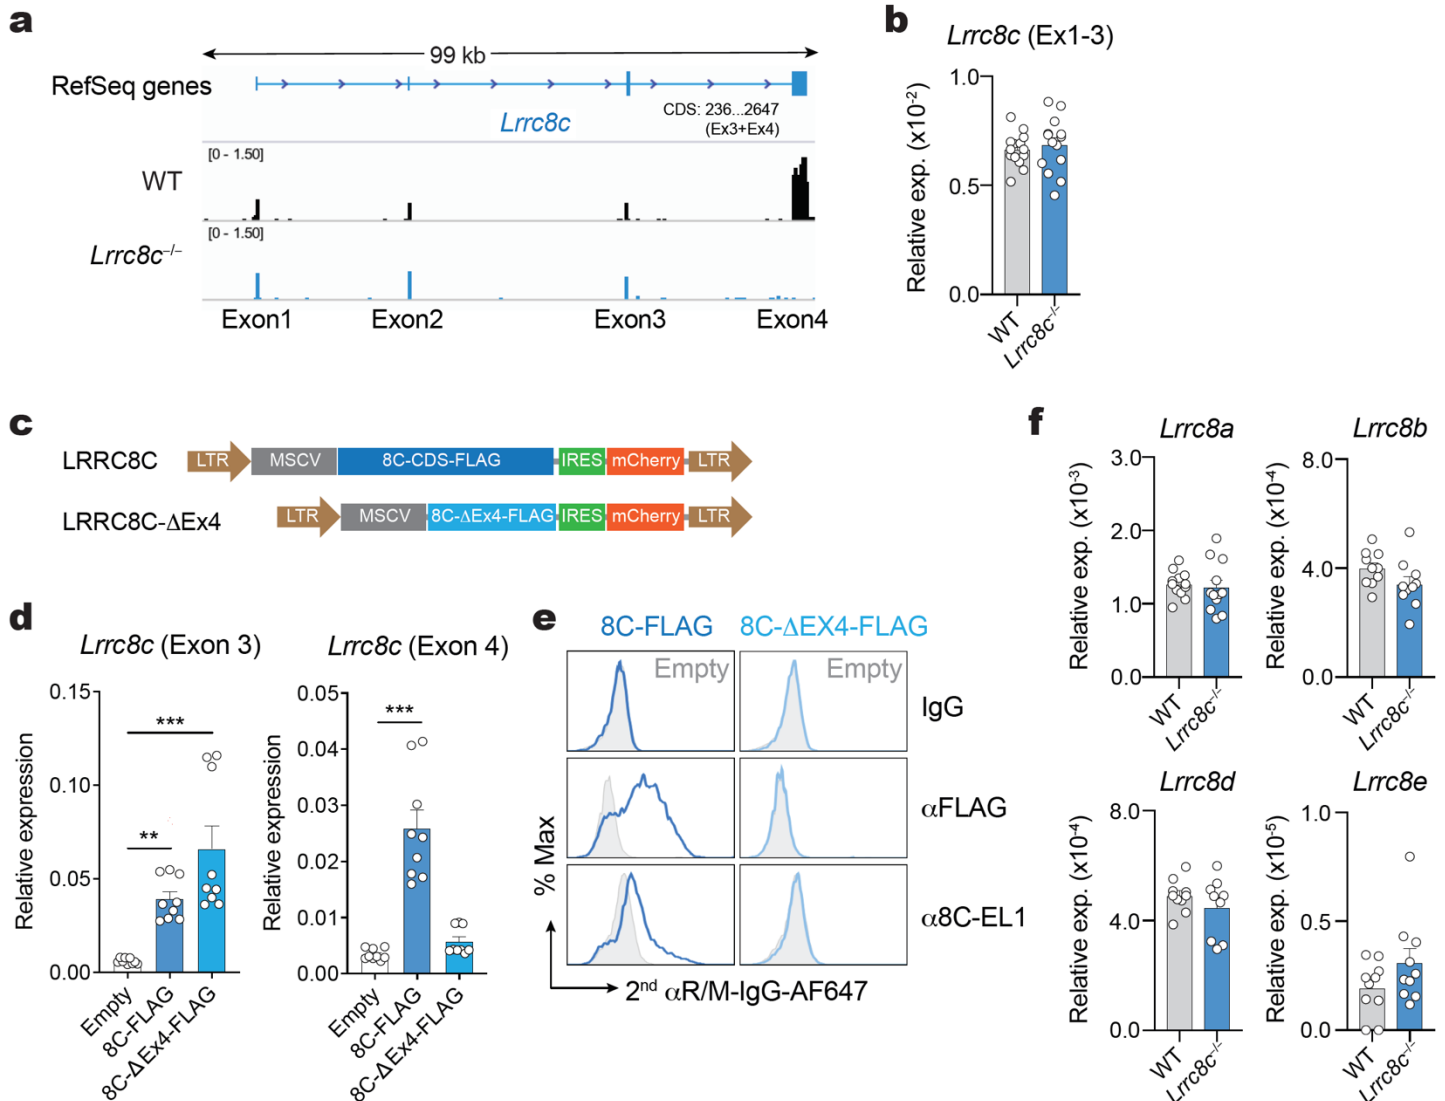 a
99 kb
RefSeq genes
Lrrc8c
CDS: 236...2647
(Ex3+Ex4)
[0 - 1.50]
WT
[0 - 1.50]
Lrrc8c–/–
Exon1 Exon2 Exon3 Exon4
b
Lrrc8c (Ex1-3)
Relative exp. (x10-2)
1.0
0.5
0.0
WT
Lrrc8c-/-
c
LRRC8C LTR MSCV 8C-CDS-FLAG IRES mCherry LTR
LRRC8C-ΔEx4 LTR MSCV 8C-ΔEx4-FLAG IRES mCherry LTR
d
Lrrc8c (Exon 3)
Relative expression
0.15
0.10
0.05
0.00
***
**
Empty
8C-FLAG
8C-ΔEx4-FLAG
Lrrc8c (Exon 4)
Relative expression
0.05
0.04
0.03
0.02
0.01
0.00
***
Empty
8C-FLAG
8C-ΔEx4-FLAG
e
8C-FLAG 8C-ΔEX4-FLAG
Empty Empty
IgG
αFLAG
α8C-EL1
% Max
2nd αR/M-IgG-AF647
f
Lrrc8a
Relative exp. (x10-3)
3.0
2.0
1.0
0.0
WT
Lrrc8c-/-
Lrrc8b
Relative exp. (x10-4)
8.0
4.0
0.0
WT
Lrrc8c-/-
Lrrc8d
Relative exp. (x10-4)
8.0
4.0
0.0
WT
Lrrc8c-/-
Lrrc8e
Relative exp. (x10-5)
1.0
0.5
0.0
WT
Lrrc8c-/-